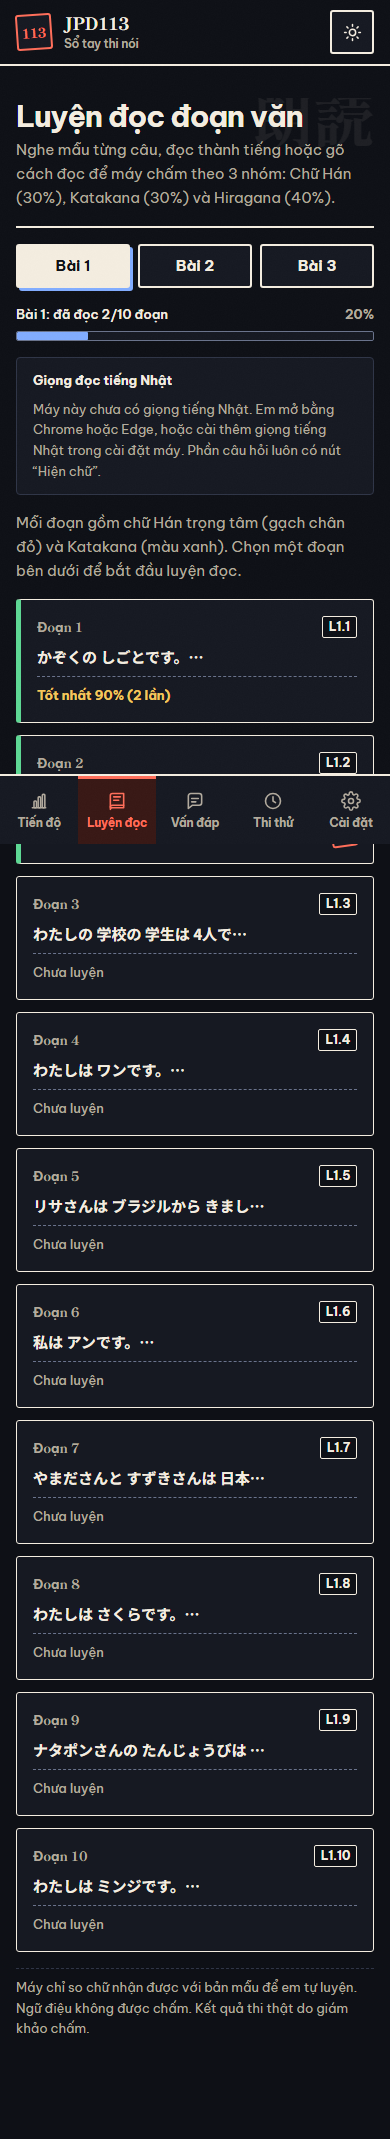 113
JPD113
Sổ tay thi nói
朗読
Luyện đọc đoạn văn
Nghe mẫu từng câu, đọc thành tiếng hoặc gõ
cách đọc để máy chấm theo 3 nhóm: Chữ Hán
(30%), Katakana (30%) và Hiragana (40%).
Bài 1
Bài 2
Bài 3
Bài 1: đã đọc 2/10 đoạn
20%
Giọng đọc tiếng Nhật
Máy này chưa có giọng tiếng Nhật. Em mở bằng
Chrome hoặc Edge, hoặc cài thêm giọng tiếng
Nhật trong cài đặt máy. Phần câu hỏi luôn có nút
“Hiện chữ”.
Mỗi đoạn gồm chữ Hán trọng tâm (gạch chân
đỏ) và Katakana (màu xanh). Chọn một đoạn
bên dưới để bắt đầu luyện đọc.
Đoạn 1
L1.1
かぞくの しごとです。…
Tốt nhất 90% (2 lần)
Đoạn 2
L1.2
Tiến độ
Luyện đọc
Vấn đáp
Thi thử
Cài đặt
Đoạn 3
L1.3
わたしの 学校の 学生は 4人で…
Chưa luyện
Đoạn 4
L1.4
わたしは ワンです。…
Chưa luyện
Đoạn 5
L1.5
リサさんは ブラジルから きまし…
Chưa luyện
Đoạn 6
L1.6
私は アンです。…
Chưa luyện
Đoạn 7
L1.7
やまださんと すずきさんは 日本…
Chưa luyện
Đoạn 8
L1.8
わたしは さくらです。…
Chưa luyện
Đoạn 9
L1.9
ナタポンさんの たんじょうびは …
Chưa luyện
Đoạn 10
L1.10
わたしは ミンジです。…
Chưa luyện
Máy chỉ so chữ nhận được với bản mẫu để em tự luyện.
Ngữ điệu không được chấm. Kết quả thi thật do giám
khảo chấm.